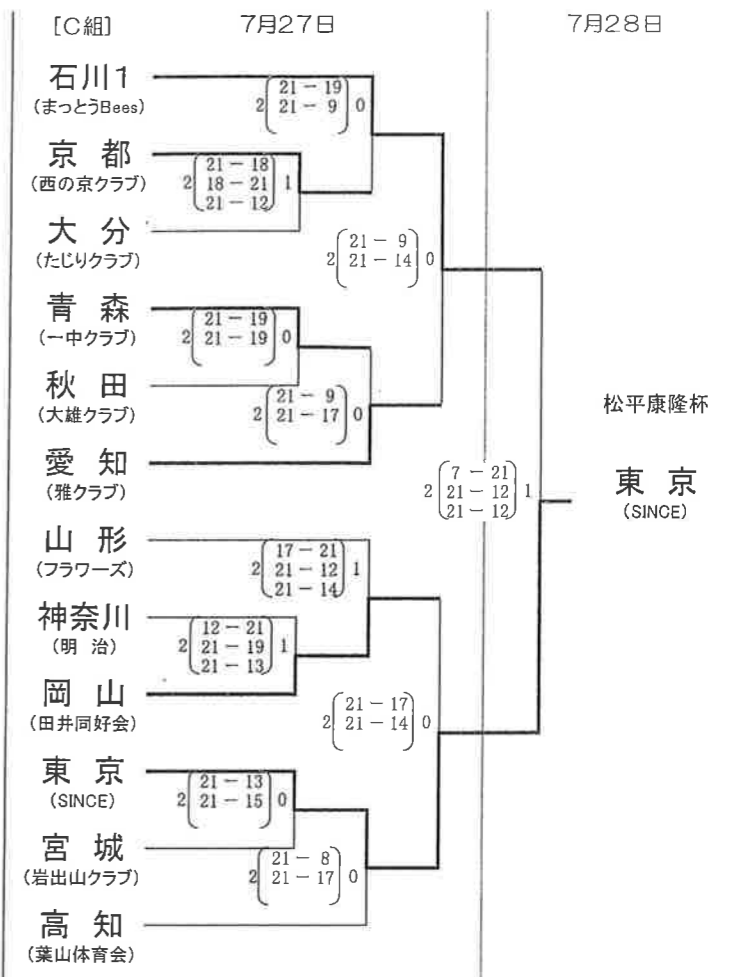 [C組] 7月27日 7月28日
石川1
(まっとうBees)
2 21－19 0
21－9
京都
(西の京クラブ)
2 21－18 1
18－21
21－12
大分
(たじりクラブ)
2 21－9 0
21－14
青森
(一中クラブ)
2 21－19 0
21－19
秋田
(大雄クラブ)
2 21－9 0
21－17
愛知
(雅クラブ)
松平康隆杯
東京
(SINCE)
2 7－21 1
21－12
21－12
山形
(フラワーズ)
2 17－21 1
21－12
21－14
神奈川
(明治)
2 12－21 1
21－19
21－13
岡山
(田井同好会)
2 21－17 0
21－14
東京
(SINCE)
2 21－13 0
21－15
宮城
(岩出山クラブ)
2 21－8 0
21－17
高知
(葉山体育会)